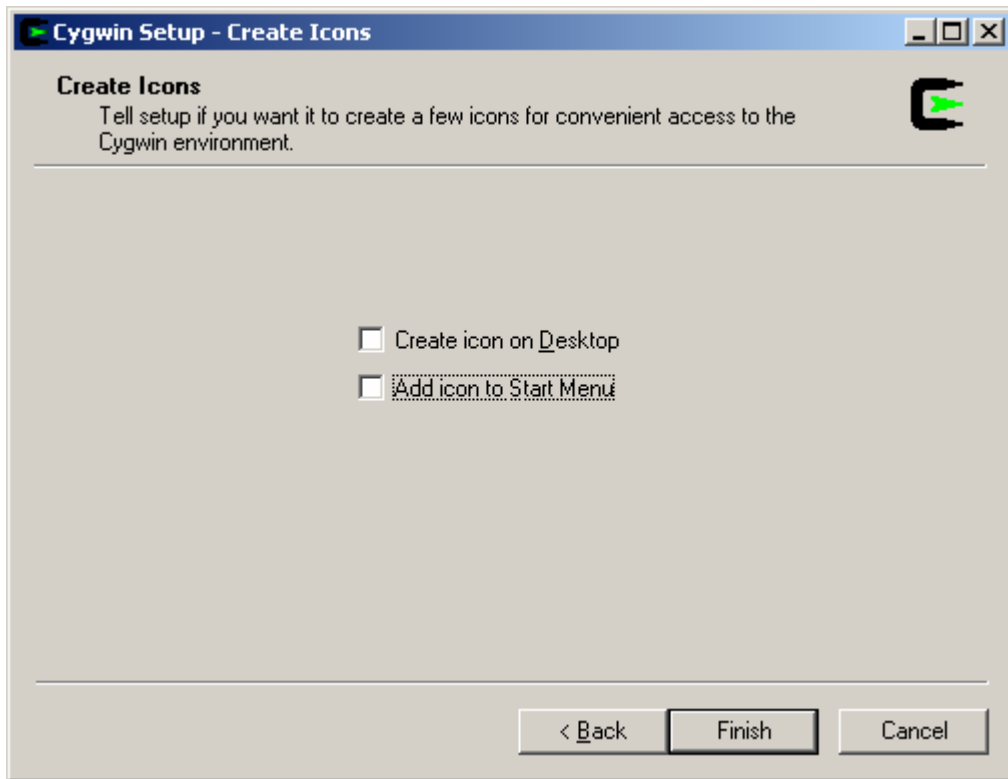 Cygwin Setup - Create Icons
Create Icons
Tell setup if you want it to create a few icons for convenient access to the
Cygwin environment.
Create icon on Desktop
Add icon to Start Menu
< Back
Finish
Cancel